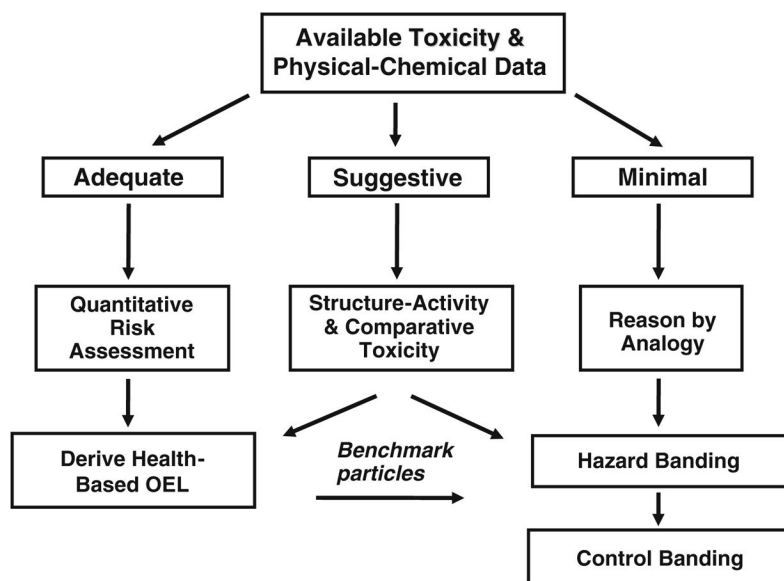 Available Toxicity &
Physical-Chemical Data
Adequate
Suggestive
Minimal
Quantitative
Risk
Assessment
Structure-Activity
& Comparative
Toxicity
Reason by
Analogy
Derive Health-
Based OEL
Benchmark
particles
Hazard Banding
Control Banding